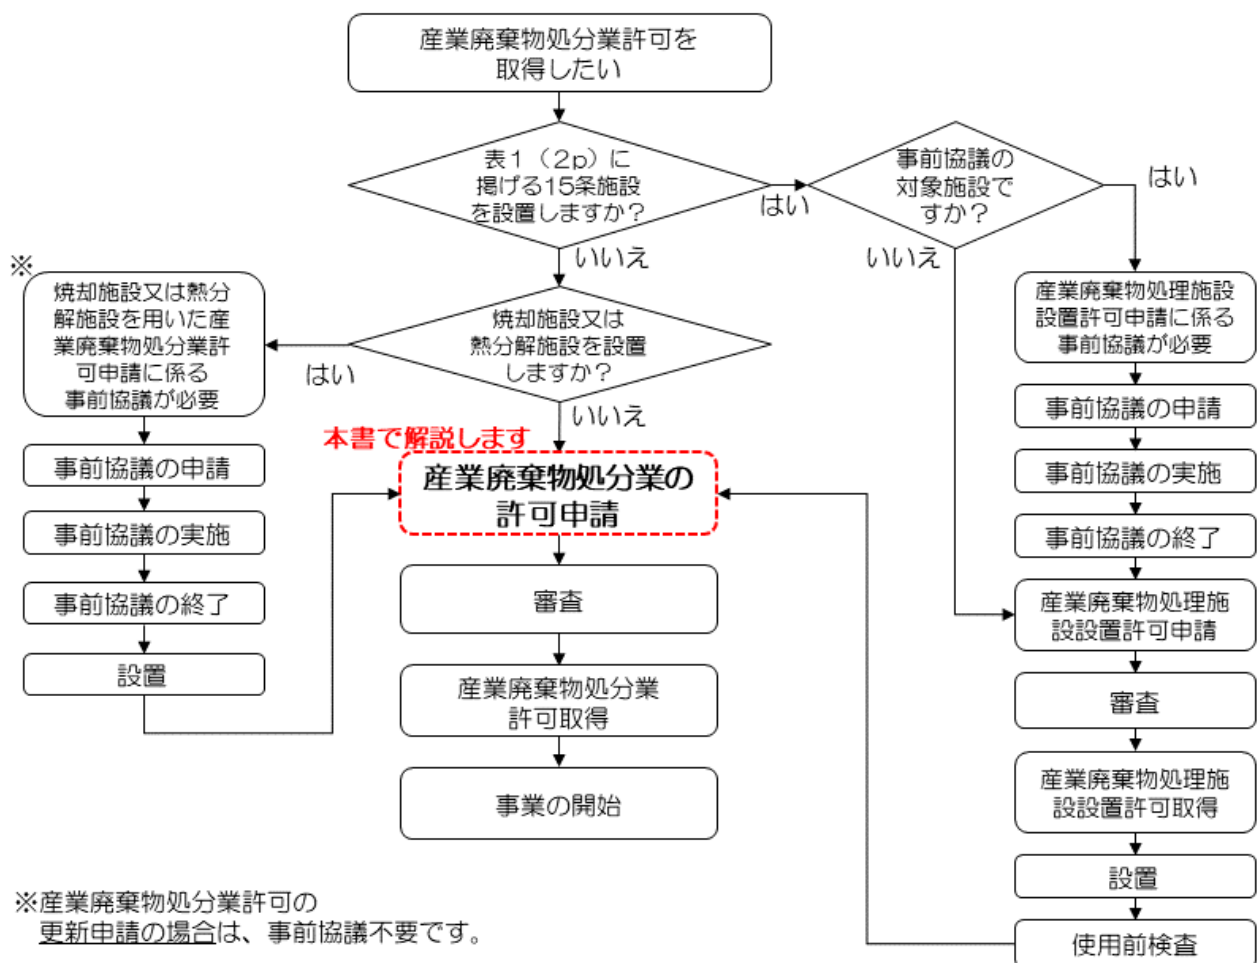 産業廃棄物処分業許可を
取得したい
表1（2p）に
掲げる15条施設
を設置しますか？
はい
いいえ
事前協議の
対象施設で
すか？
はい
いいえ
※
焼却施設又は熱分
解施設を用いた産
業廃棄物処分業許
可申請に係る
事前協議が必要
焼却施設又は
熱分解施設を設置
しますか？
はい
いいえ
産業廃棄物処理施設
設置許可申請に係る
事前協議が必要
事前協議の申請
事前協議の実施
事前協議の終了
設置
本書で解説します
産業廃棄物処分業の
許可申請
審査
産業廃棄物処分業
許可取得
事業の開始
事前協議の申請
事前協議の実施
事前協議の終了
産業廃棄物処理施
設設置許可申請
審査
産業廃棄物処理施
設設置許可取得
設置
使用前検査
※産業廃棄物処分業許可の
更新申請の場合は、事前協議不要です。